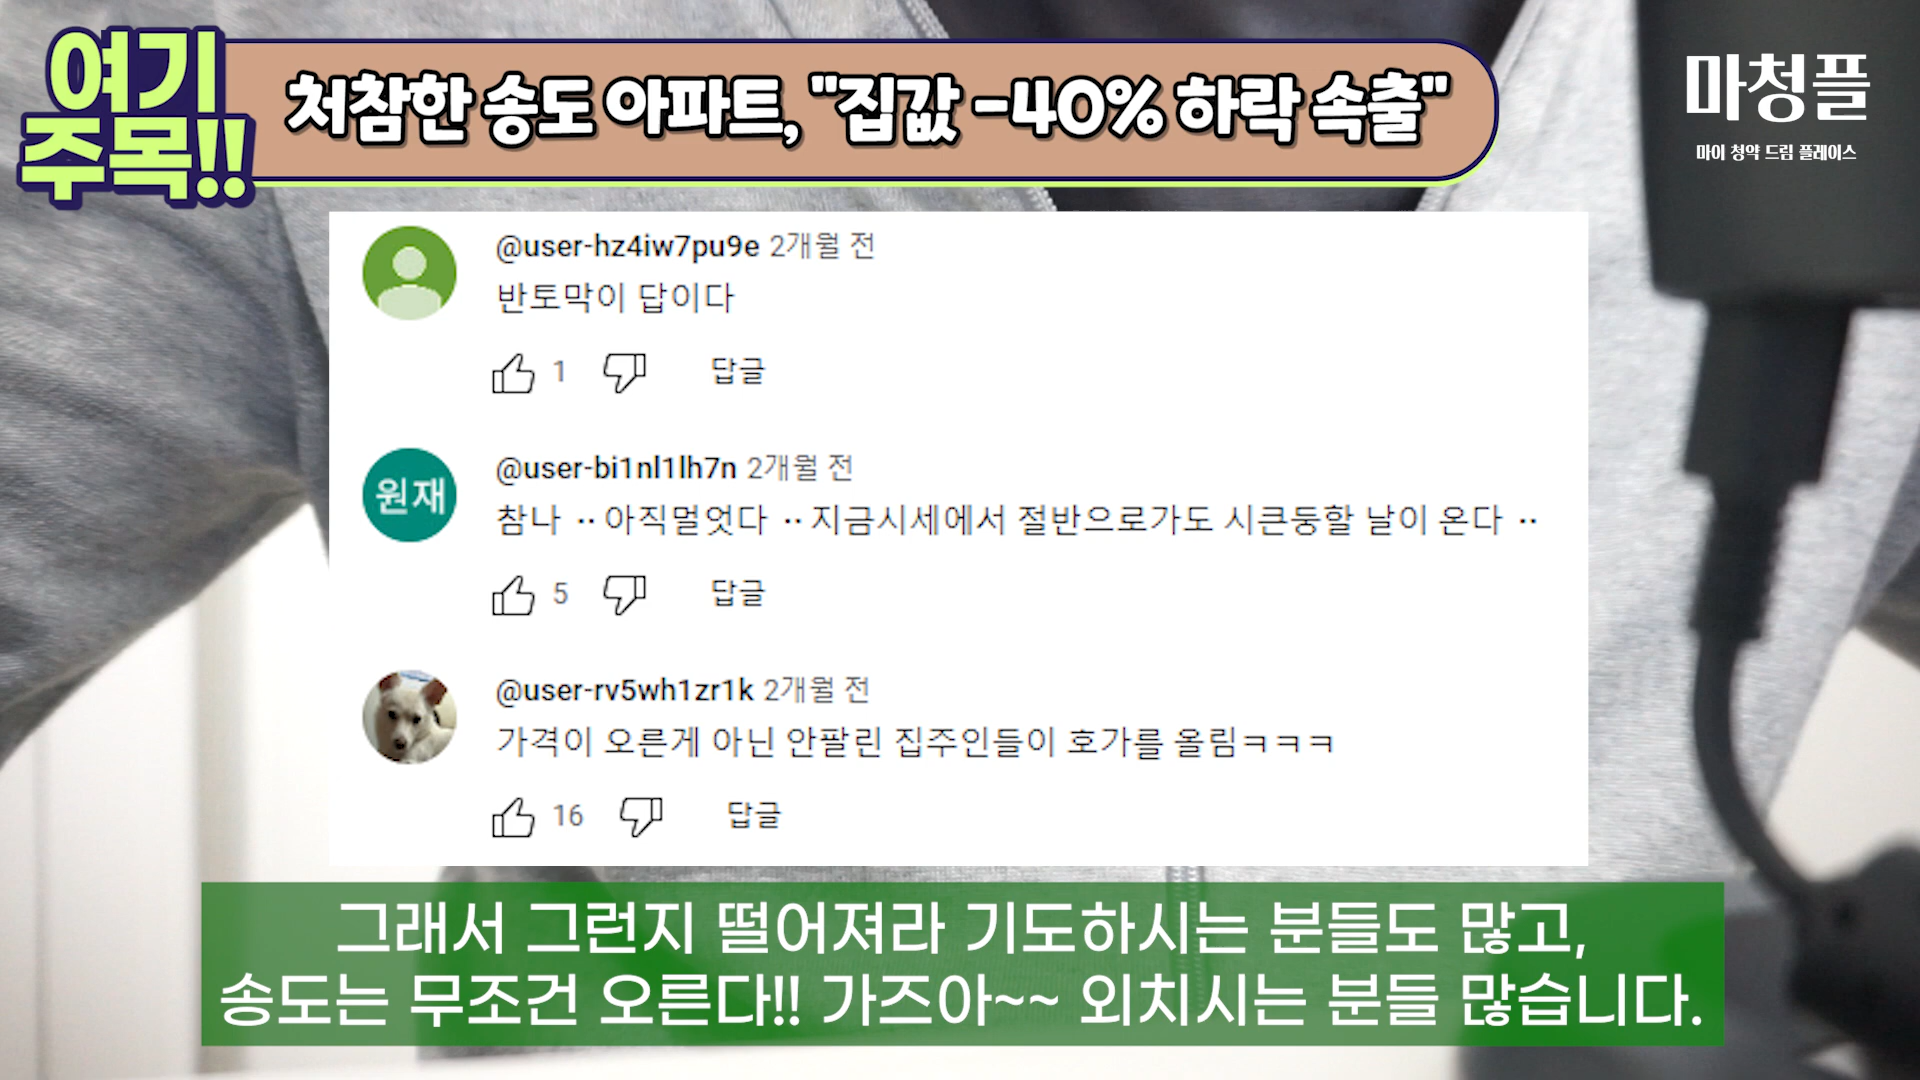 여기
주목!!
처참한 송도 아파트, "집값 -40% 하락 속출"
마청플
마이 청약 드림 플레이스
@user-hz4iw7pu9e 2개월 전
반토막이 답이다
1 답글
원재
@user-bi1nl1lh7n 2개월 전
참나 ..아직멀엇다 ..지금시세에서 절반으로가도 시큰둥할 날이 온다 ..
5 답글
@user-rv5wh1zr1k 2개월 전
가격이 오른게 아닌 안팔린 집주인들이 호가를 올림ㅋㅋㅋ
16 답글
그래서 그런지 떨어져라 기도하시는 분들도 많고,
송도는 무조건 오른다!! 가즈아~~ 외치시는 분들 많습니다.